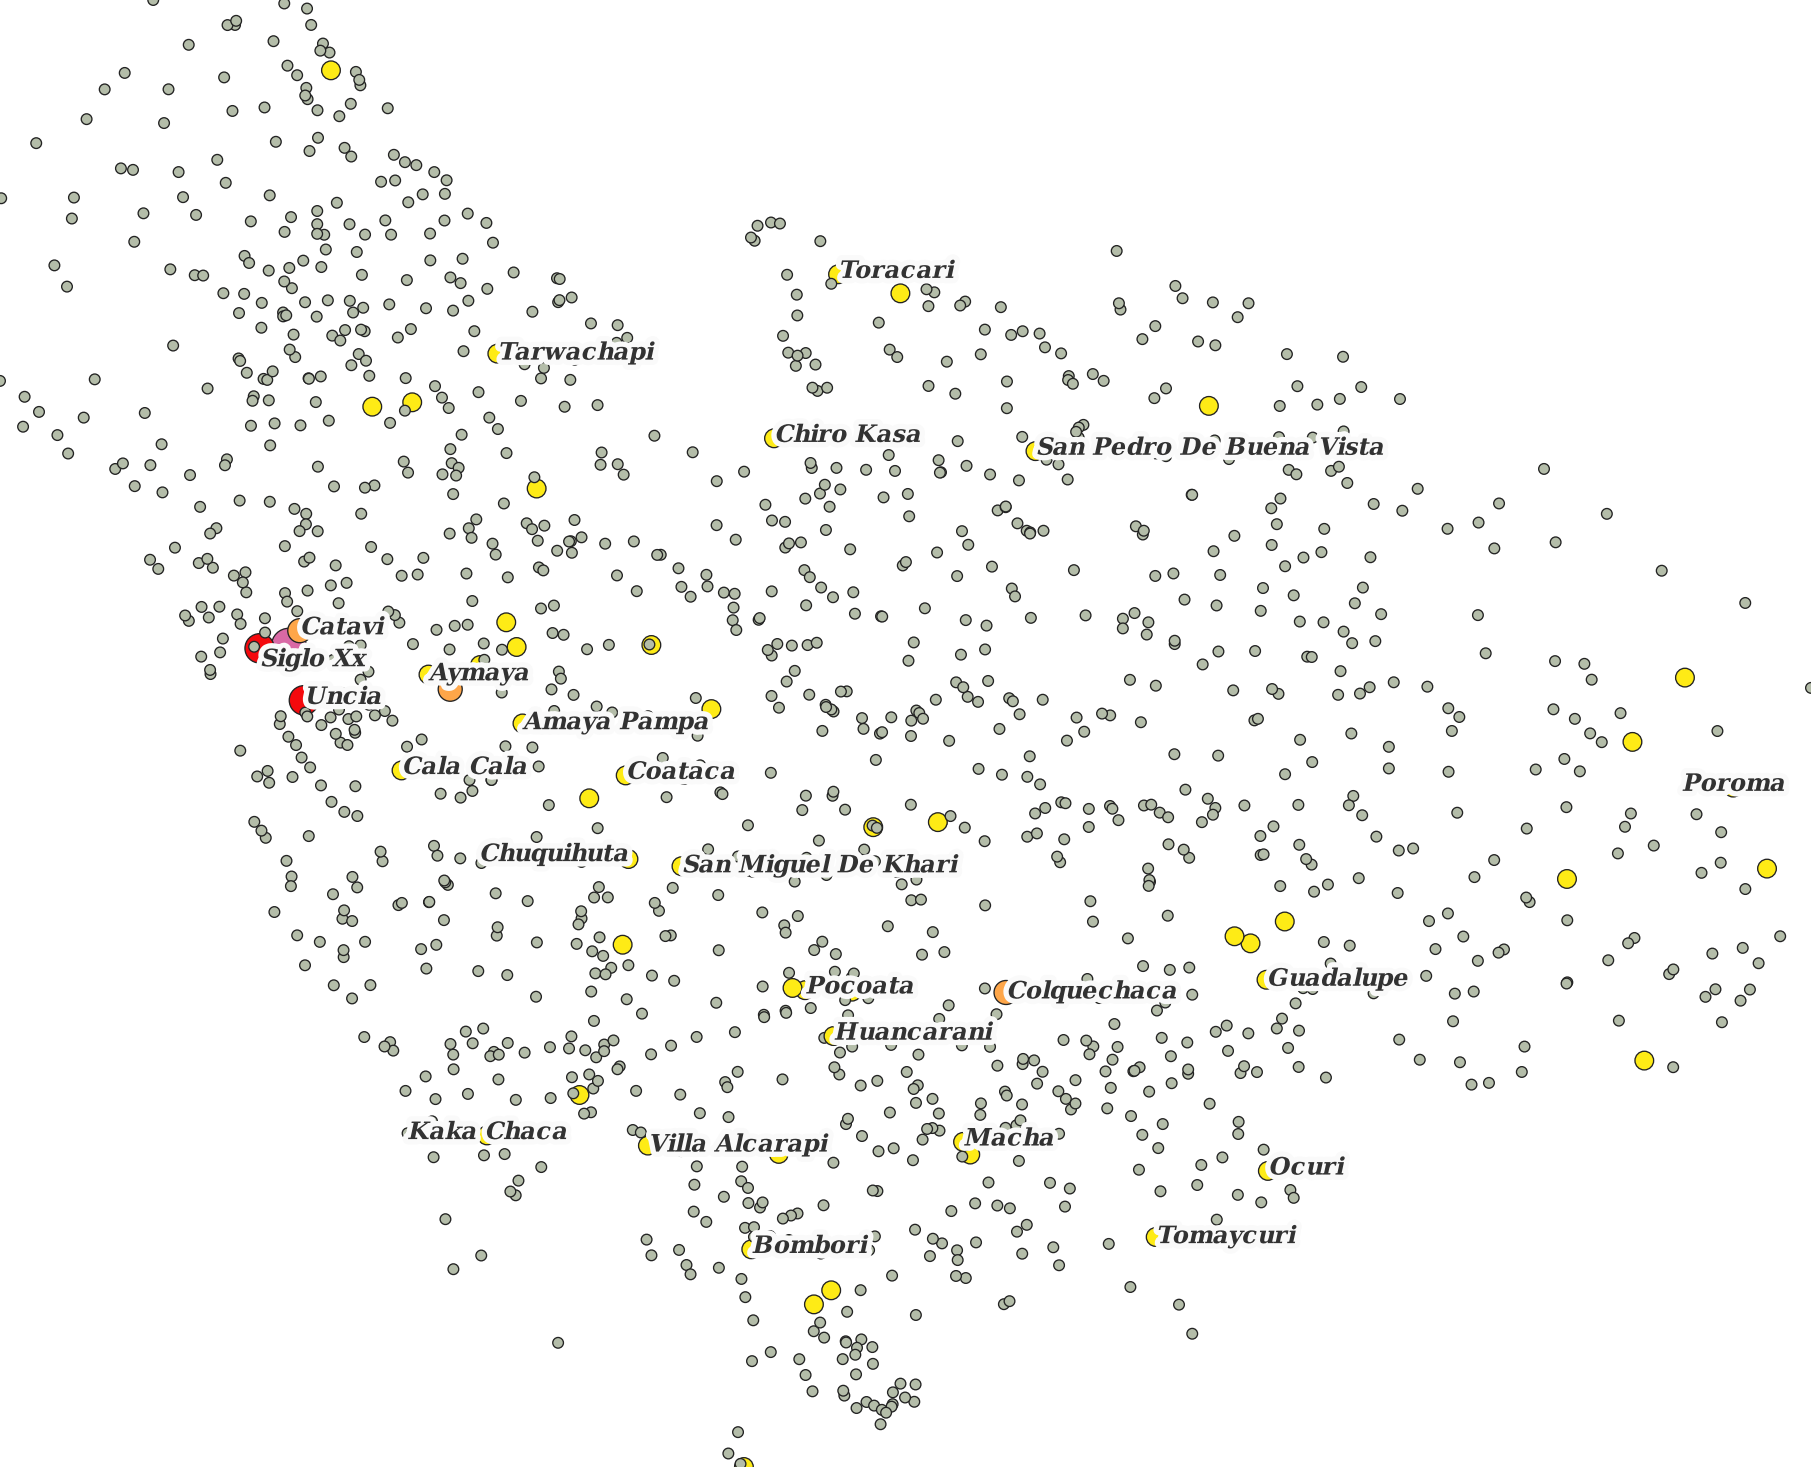 Toracari
Tarwachapi
Chiro Kasa
San Pedro De Buena Vista
Catavi
Siglo Xx
Aymaya
Uncia
Amaya Pampa
Cala Cala
Coataca
Poroma
Chuquihuta
San Miguel De Khari
Pocoata
Colquechaca
Guadalupe
Huancarani
Kaka Chaca
Villa Alcarapi
Macha
Ocuri
Bombori
Tomaycuri